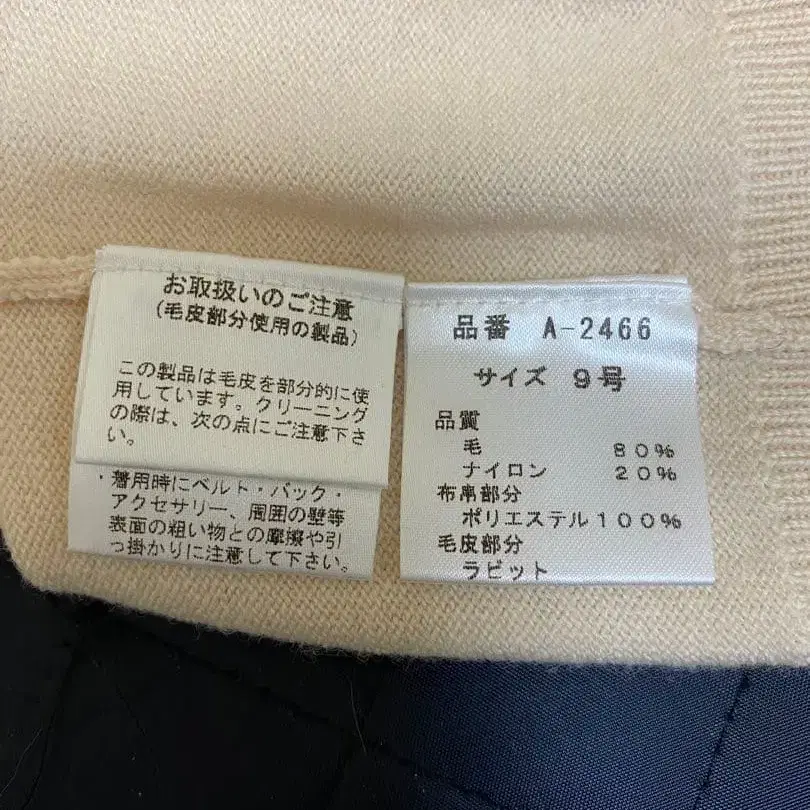 お取扱いのご注意
(毛皮部分使用の製品)
この製品は毛皮を部分的に使
用しています。クリーニング
の際は、次の点にご注意下さ
い。
・着用時にベルト・バック・
アクセサリー、周囲の壁等
表面の粗い物との摩擦や引
っ掛かりに注意して下さい。
品番 A-2466
サイズ 9号
品質
毛 80%
ナイロン 20%
布帛部分
ポリエステル100%
毛皮部分
ラビット